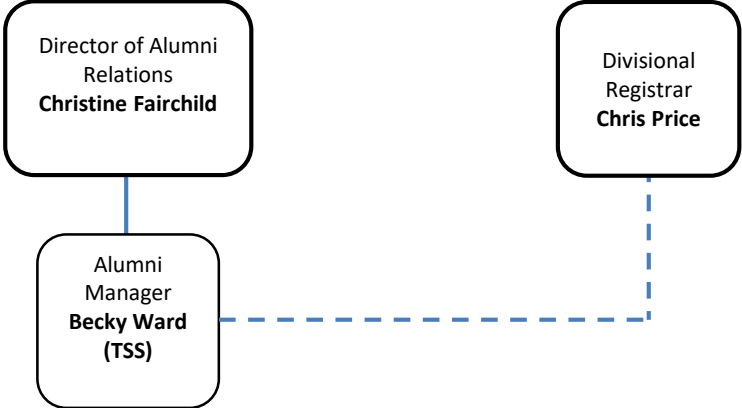 Director of Alumni
Relations
Christine Fairchild
Divisional
Registrar
Chris Price
Alumni
Manager
Becky Ward
(TSS)